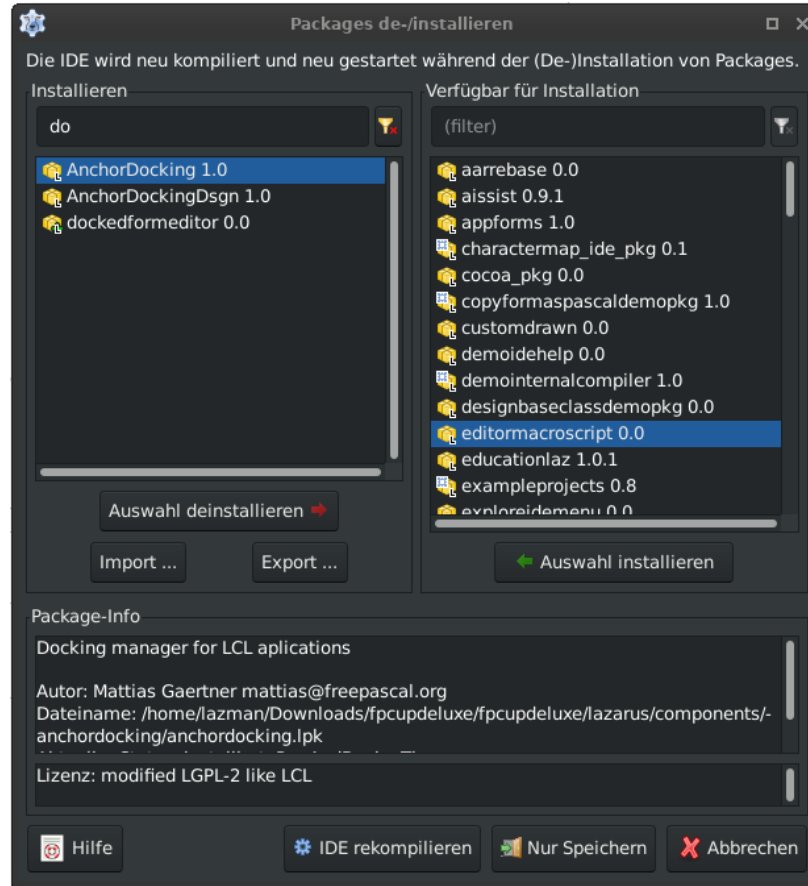 Packages de-/installieren
Die IDE wird neu kompiliert und neu gestartet während der (De-)Installation von Packages.
Installieren
do
AnchorDocking 1.0
AnchorDockingDsgn 1.0
dockedformeditor 0.0
Auswahl deinstallieren
Import ...
Export ...
Verfügbar für Installation
(filter)
aarrebase 0.0
aissist 0.9.1
appforms 1.0
charactermap_ide_pkg 0.1
cocoa_pkg 0.0
copyformaspascaldemopkg 1.0
customdrawn 0.0
demoidehelp 0.0
demointernalcompiler 1.0
designbaseclassdemopkg 0.0
editormacroscript 0.0
educationlaz 1.0.1
exampleprojects 0.8
exploreidemenu 0.0
Auswahl installieren
Package-Info
Docking manager for LCL aplications
Autor: Mattias Gaertner mattias@freepascal.org
Dateiname: /home/lazman/Downloads/fpcupdeluxe/fpcupdeluxe/lazarus/components/-
anchordocking/anchordocking.lpk
Lizenz: modified LGPL-2 like LCL
Hilfe
IDE rekompilieren
Nur Speichern
Abbrechen